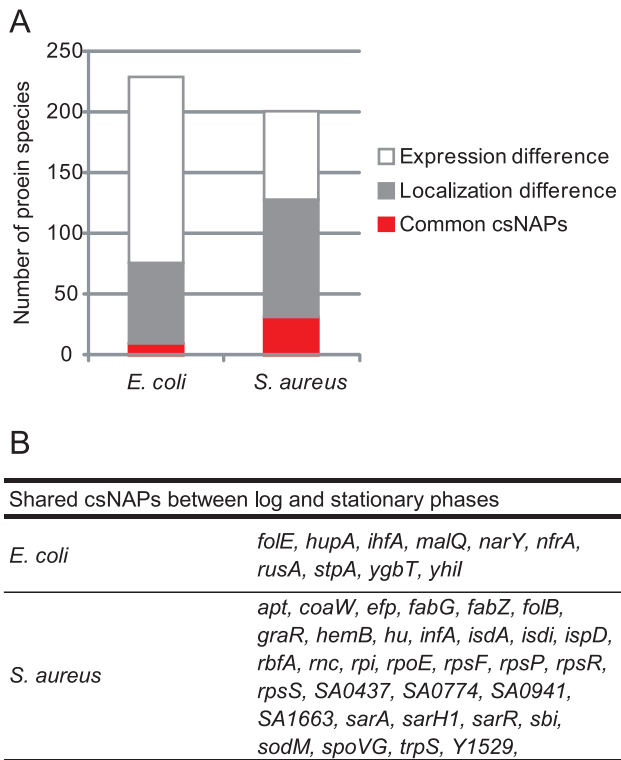 A
250
200
150
100
50
0
Number of proein species
E. coli
S. aureus
Expression difference
Localization difference
Common csNAPs
B
Shared csNAPs between log and stationary phases
E. coli
folE, hupA, ihfA, malQ, narY, nfrA,
rusA, stpA, ygbT, yhiI
S. aureus
apt, coaW, efp, fabG, fabZ, folB,
graR, hemB, hu, infA, isdA, isdi, ispD,
rbfA, rnc, rpi, rpoE, rpsF, rpsP, rpsR,
rpsS, SA0437, SA0774, SA0941,
SA1663, sarA, sarH1, sarR, sbi,
sodM, spoVG, trpS, Y1529,